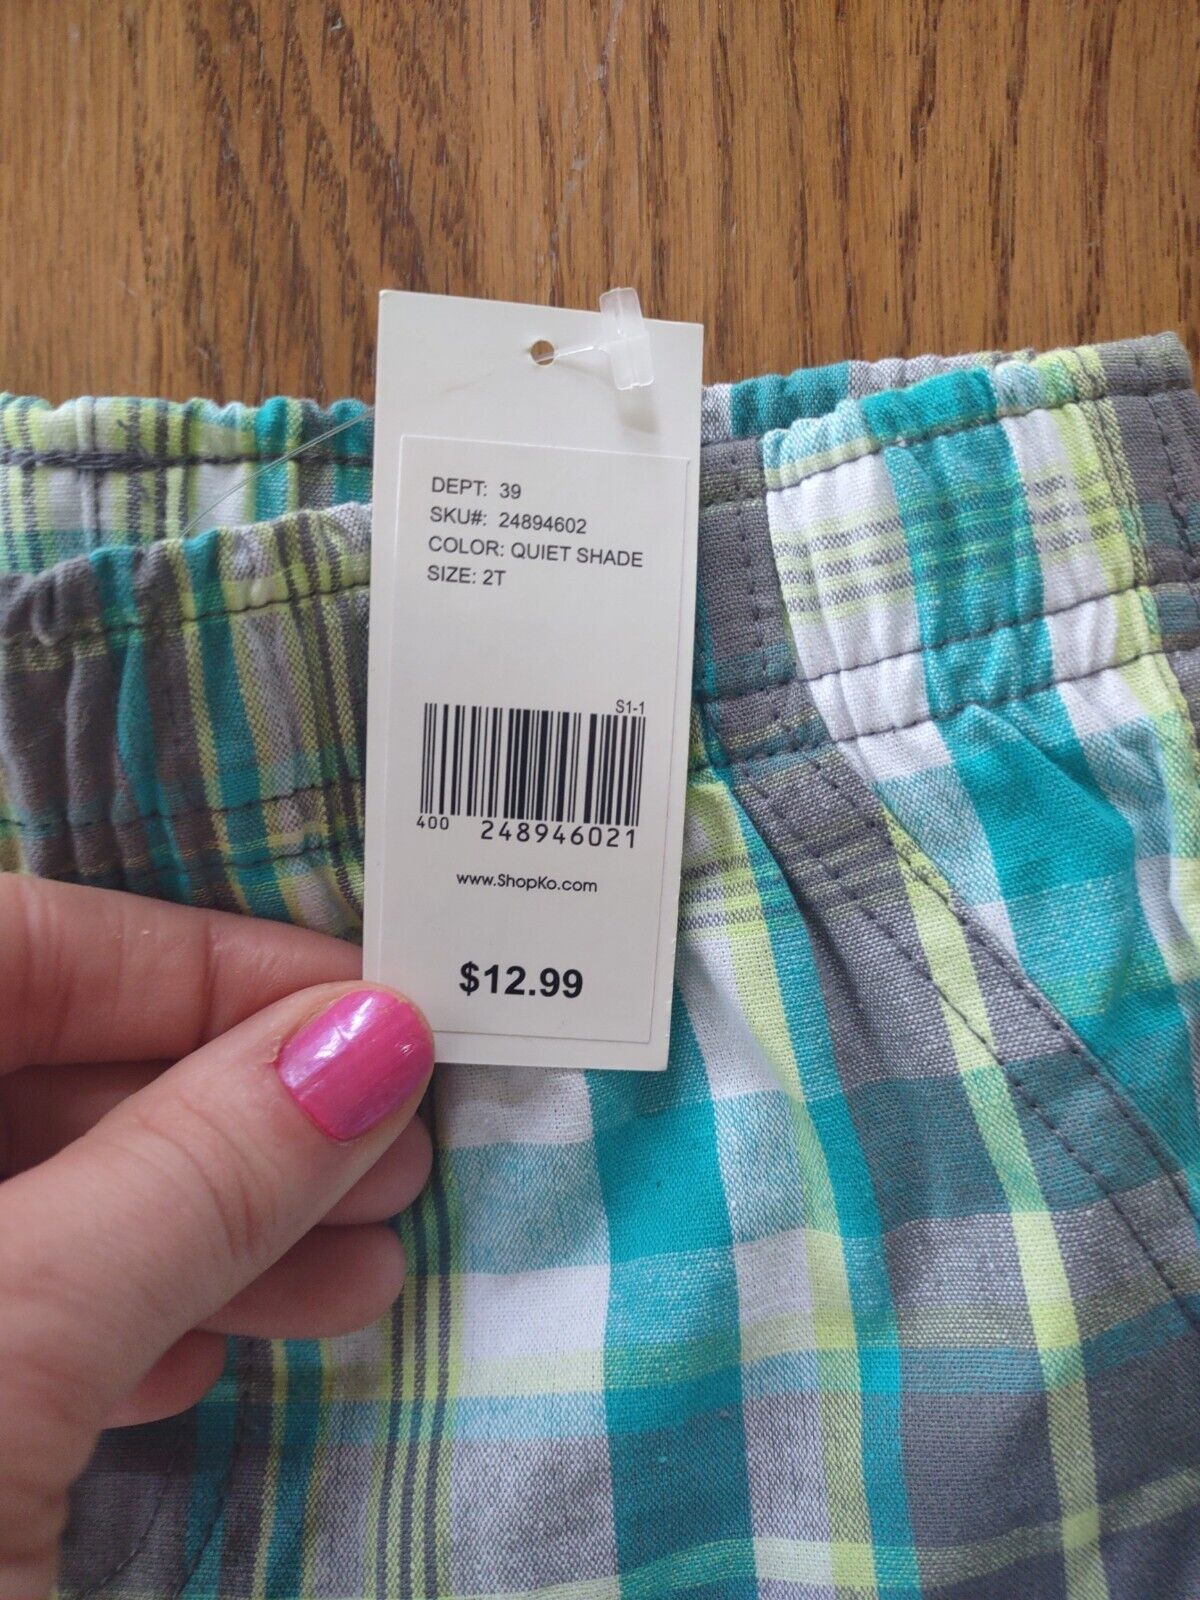 DEPT: 39
SKU#: 24894602
COLOR: QUIET SHADE
SIZE: 2T
S1-1
400 248946021
www.ShopKo.com
$12.99